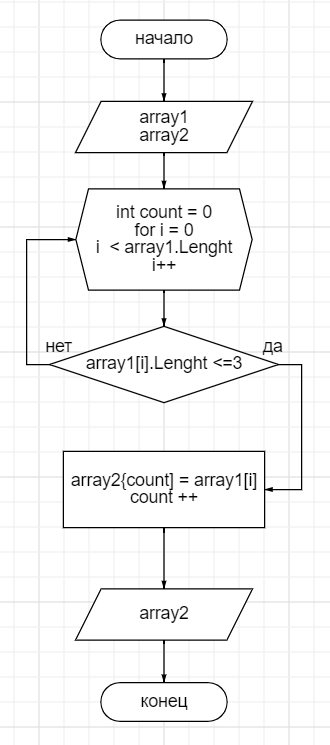 начало
array1
array2
int count = 0
for i = 0
i < array1.Lenght
i++
нет
да
array1[i].Lenght <=3
array2{count] = array1[i]
count ++
array2
конец